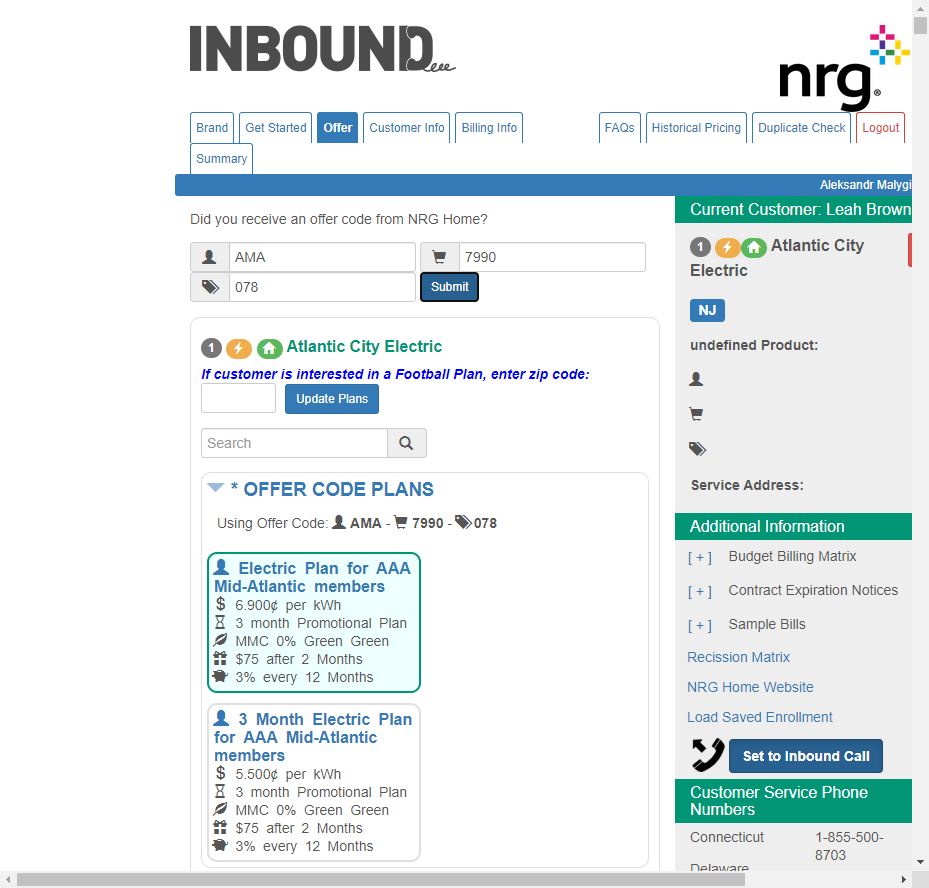 INBOUND
nrg
Brand Get Started Offer Customer Info Billing Info FAQs Historical Pricing Duplicate Check Logout
Summary
Aleksandr Malygi
Did you receive an offer code from NRG Home?
AMA 7990
078 Submit
1 Atlantic City Electric
If customer is interested in a Football Plan, enter zip code:
Update Plans
Search
* OFFER CODE PLANS
Using Offer Code: AMA - 7990 - 078
Electric Plan for AAA
Mid-Atlantic members
$ 6.900¢ per kWh
3 month Promotional Plan
MMC 0% Green Green
$75 after 2 Months
3% every 12 Months
3 Month Electric Plan
for AAA Mid-Atlantic
members
$ 5.500¢ per kWh
3 month Promotional Plan
MMC 0% Green Green
$75 after 2 Months
3% every 12 Months
Current Customer: Leah Brown
1 Atlantic City
Electric
NJ
undefined Product:
Service Address:
Additional Information
[ + ] Budget Billing Matrix
[ + ] Contract Expiration Notices
[ + ] Sample Bills
Recission Matrix
NRG Home Website
Load Saved Enrollment
Set to Inbound Call
Customer Service Phone
Numbers
Connecticut 1-855-500-
8703
Delaware